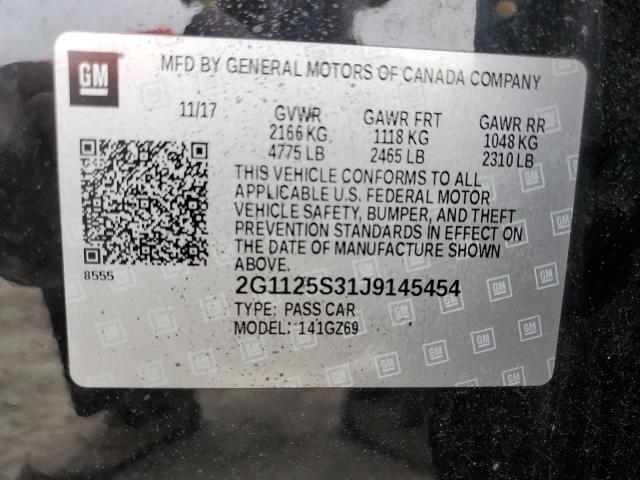 GM
MFD BY GENERAL MOTORS OF CANADA COMPANY
11/17 GVWR GAWR FRT GAWR RR
2166 KG 1118 KG 1048 KG
4775 LB 2465 LB 2310 LB
THIS VEHICLE CONFORMS TO ALL
APPLICABLE U.S. FEDERAL MOTOR
VEHICLE SAFETY, BUMPER, AND THEFT
PREVENTION STANDARDS IN EFFECT ON
THE DATE OF MANUFACTURE SHOWN
ABOVE.
8555
2G1125S31J9145454
TYPE: PASS CAR
MODEL: 141GZ69